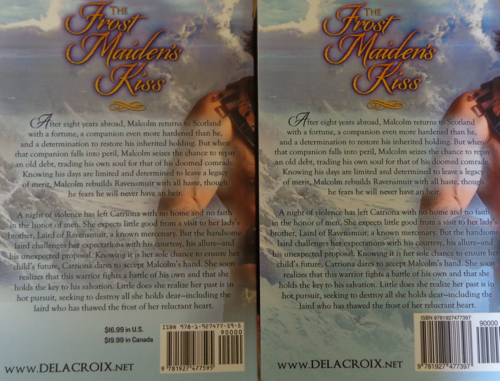 THE
Frost
Maiden's
Kiss
After eight years abroad, Malcolm returns to Scotland
with a fortune, a companion even more hardened than he,
and a determination to restore his inherited holding. But when
that companion falls into peril, Malcolm seizes the chance to repay
an old debt, trading his own soul for that of his doomed comrade.
Knowing his days are limited and determined to leave a legacy
of merit, Malcolm rebuilds Ravensmuir with all haste, though
he fears he will never have an heir.
A night of violence has left Catriona with no home and no faith
in the honor of men. She expects little good from a visit to her lady's
brother, Laird of Ravensmuir, a known mercenary. But the handsome
laird challenges her expectations with his courtesy, his allure—and
his unexpected proposal. Knowing it is her sole chance to ensure her
child's future, Catriona dares to accept Malcolm's hand. She soon
realizes that this warrior fights a battle of his own and that she
holds the key to his salvation. Little does she realize her past is in
hot pursuit, seeking to destroy all she holds dear—including the
laird who has thawed the frost of her reluctant heart.
$16.99 in U.S.
$19.99 in Canada
ISBN 978-1-927477-59-5
90000
9 781927 477595
WWW.DELACROIX.NET
THE
Frost
Maiden's
Kiss
After eight years abroad, Malcolm returns to Scotland
with a fortune, a companion even more hardened than he,
and a determination to restore his inherited holding. But when
that companion falls into peril, Malcolm seizes the chance to repay
an old debt, trading his own soul for that of his doomed comrade.
Knowing his days are limited and determined to leave a legacy
of merit, Malcolm rebuilds Ravensmuir with all haste, though
he fears he will never have an heir.
A night of violence has left Catriona with no home and no faith
in the honor of men. She expects little good from a visit to her lady's
brother, Laird of Ravensmuir, a known mercenary. But the handsome
laird challenges her expectations with his courtesy, his allure—and
his unexpected proposal. Knowing it is her sole chance to ensure her
child's future, Catriona dares to accept Malcolm's hand. She soon
realizes that this warrior fights a battle of his own and that she
holds the key to his salvation. Little does she realize her past is in
hot pursuit, seeking to destroy all she holds dear—including the
laird who has thawed the frost of her reluctant heart.
ISBN 9781927477397
90000
9 781927 477397
WWW.DELACROIX.NET